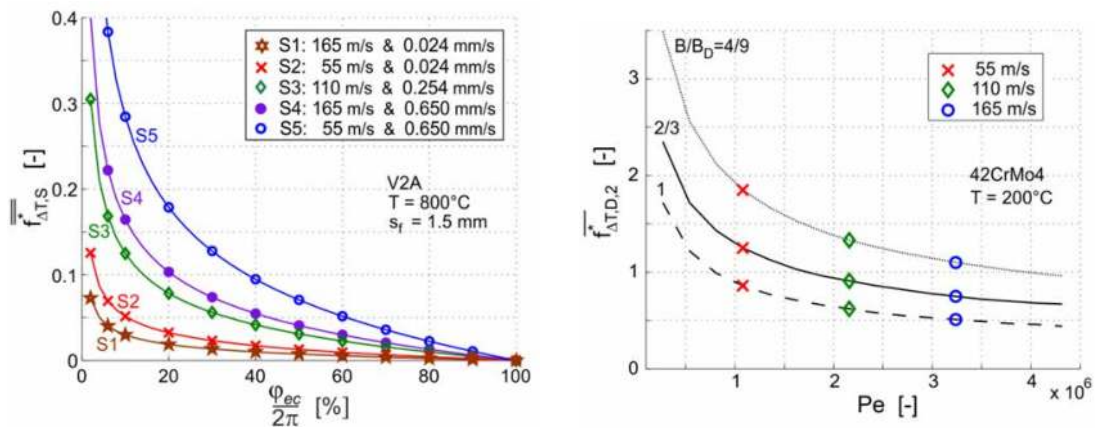 0.4
0.3
0.2
0.1
0
f*ΔT,S [-]
S1: 165 m/s & 0.024 mm/s
S2: 55 m/s & 0.024 mm/s
S3: 110 m/s & 0.254 mm/s
S4: 165 m/s & 0.650 mm/s
S5: 55 m/s & 0.650 mm/s
S5
S4
S3
S2
S1
V2A
T = 800°C
s_f = 1.5 mm
0 20 40 60 80 100
φ_ec/2π [%]
3
2
1
0
f*ΔT,D,2 [-]
B/B_D=4/9
2/3
1
55 m/s
110 m/s
165 m/s
42CrMo4
T = 200°C
1 2 3 4 x 10^6
Pe [-]